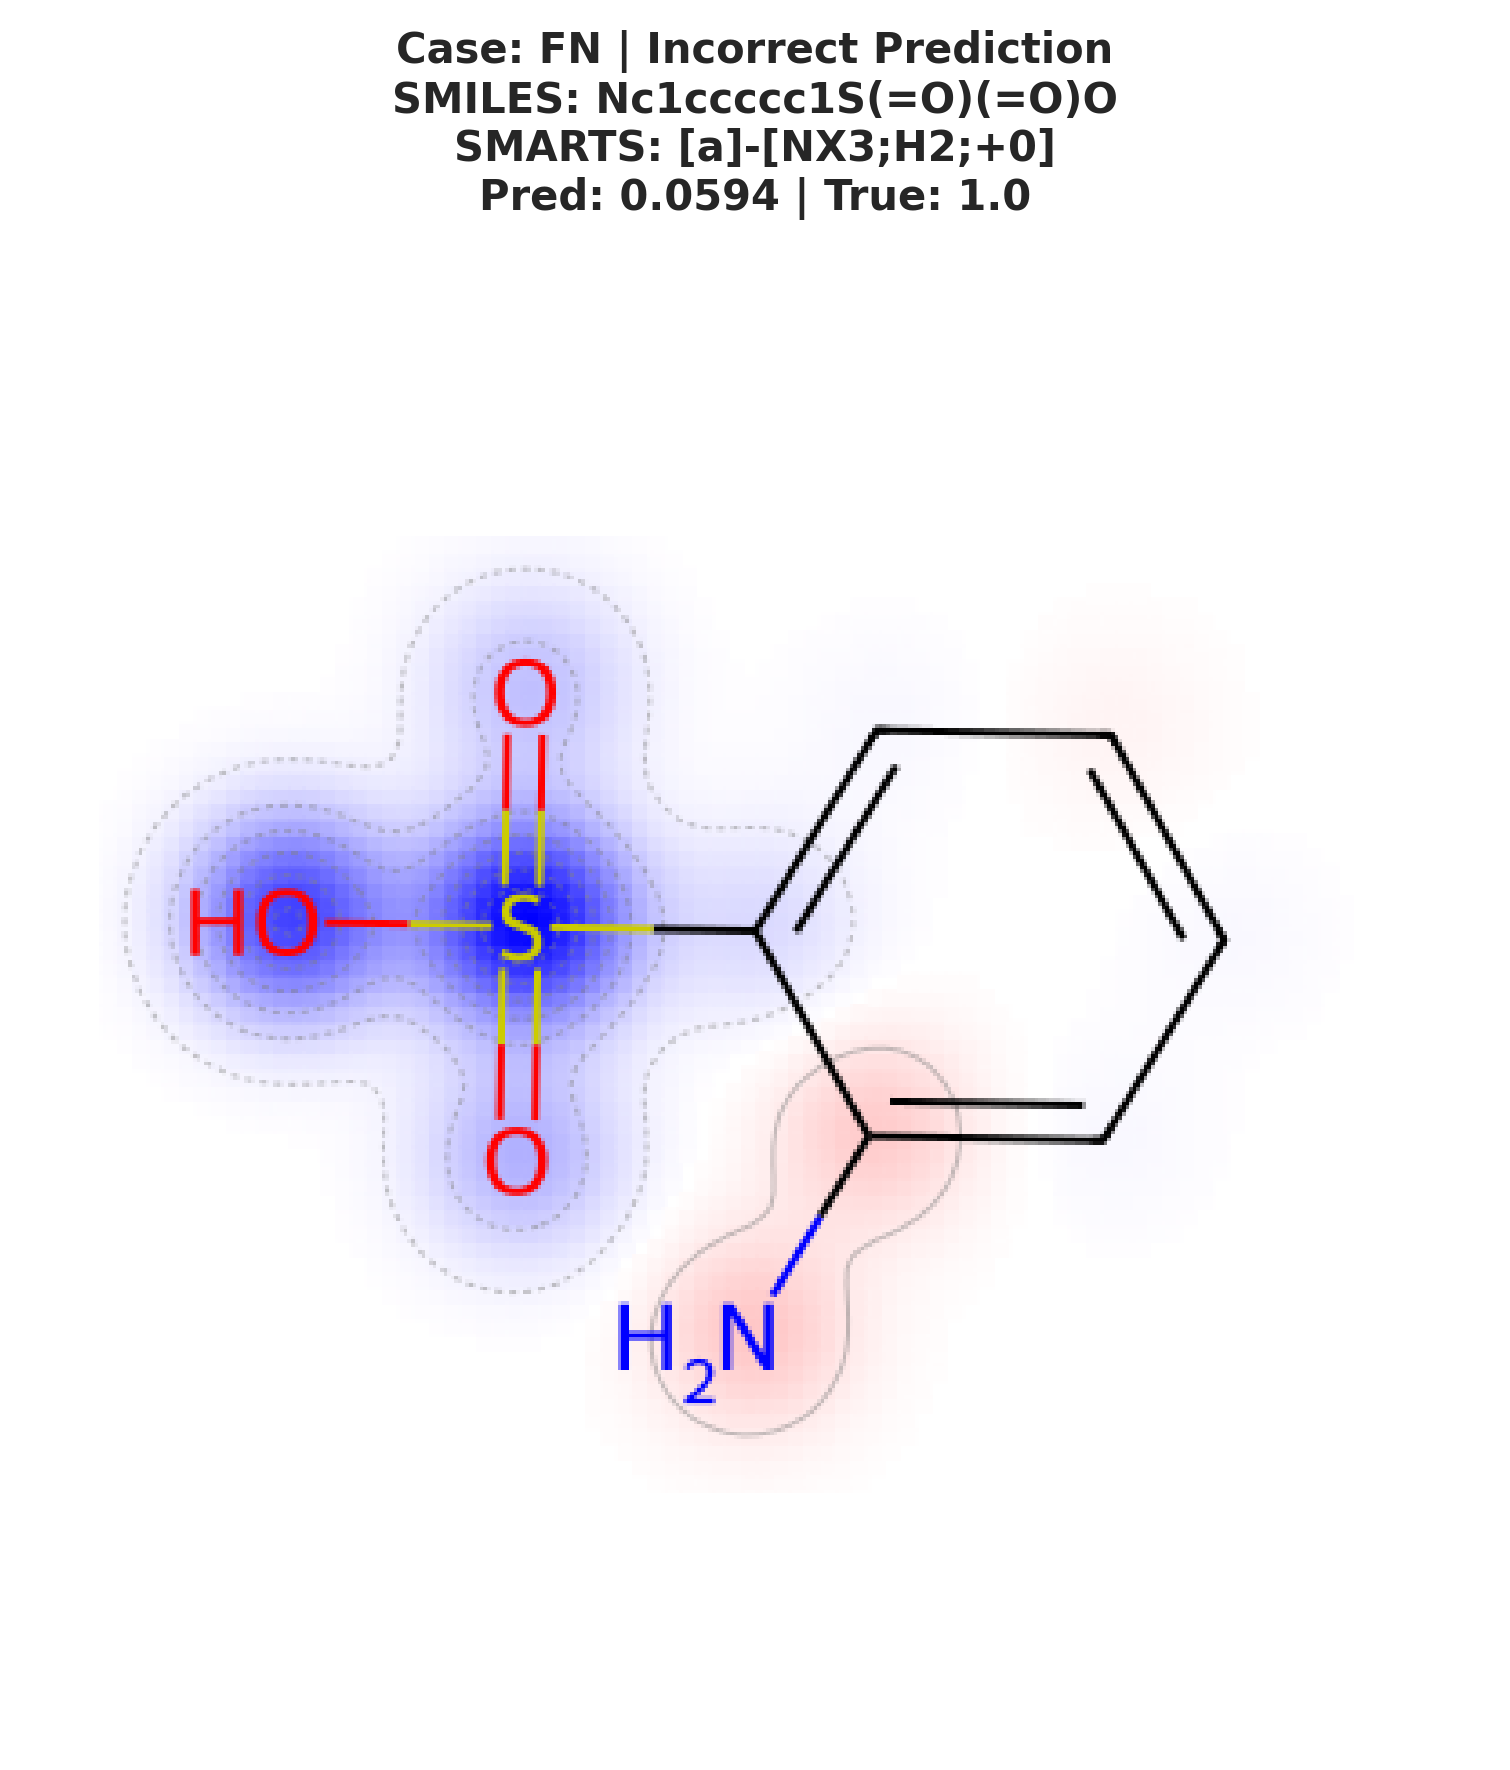 Case: FN | Incorrect Prediction
SMILES: Nc1ccccc1S(=O)(=O)O
SMARTS: [a]-[NX3;H2;+0]
Pred: 0.0594 | True: 1.0
O
HO S
O
H2N